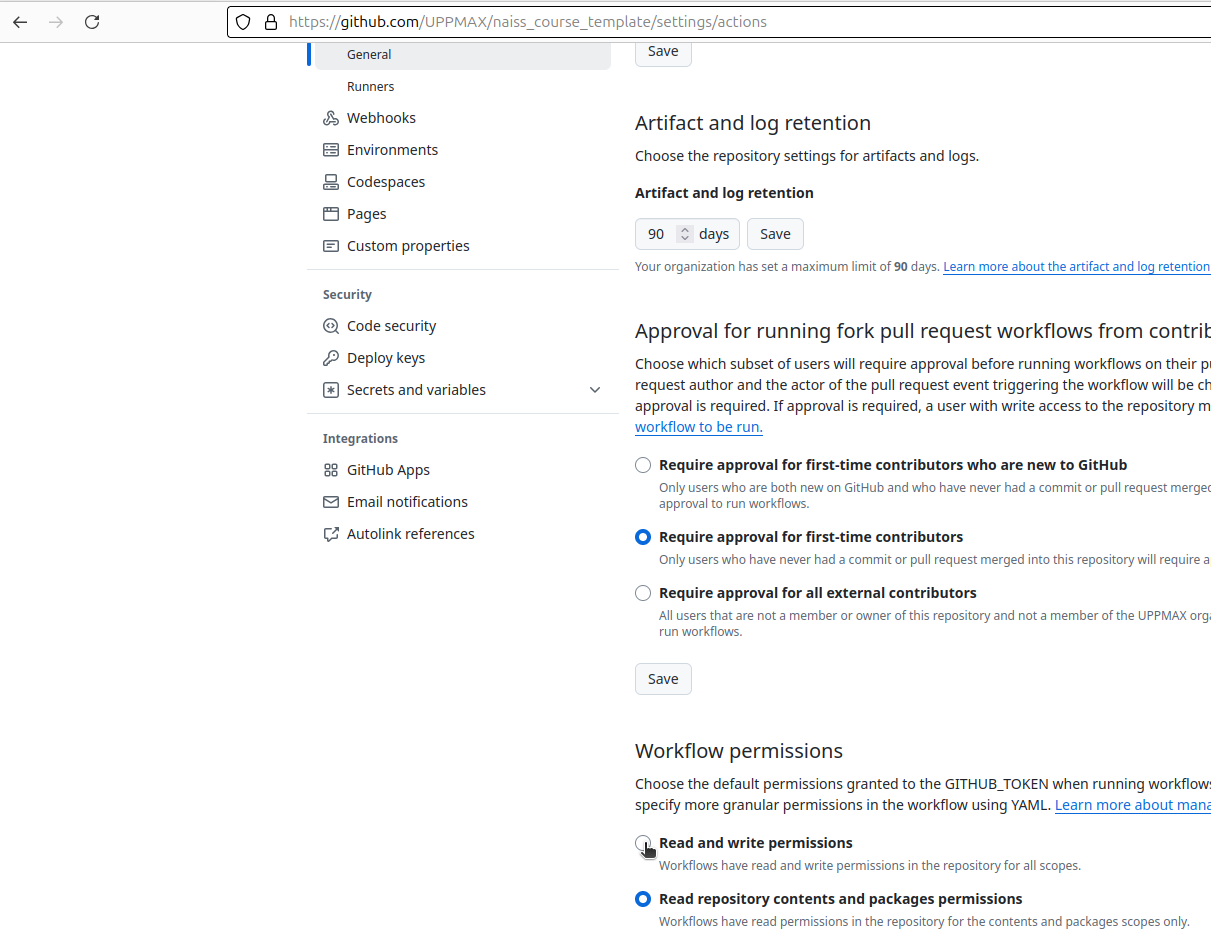 https://github.com/UPPMAX/naiss_course_template/settings/actions
General
Runners
Webhooks
Environments
Codespaces
Pages
Custom properties
Security
Code security
Deploy keys
Secrets and variables
Integrations
GitHub Apps
Email notifications
Autolink references
Save
Artifact and log retention
Choose the repository settings for artifacts and logs.
Artifact and log retention
90 days Save
Your organization has set a maximum limit of 90 days. Learn more about the artifact and log retention
Approval for running fork pull request workflows from contrib
Choose which subset of users will require approval before running workflows on their pu
request author and the actor of the pull request event triggering the workflow will be ch
approval is required. If approval is required, a user with write access to the repository m
workflow to be run.
Require approval for first-time contributors who are new to GitHub
Only users who are both new on GitHub and who have never had a commit or pull request merged
approval to run workflows.
Require approval for first-time contributors
Only users who have never had a commit or pull request merged into this repository will require a
Require approval for all external contributors
All users that are not a member or owner of this repository and not a member of the UPPMAX orga
run workflows.
Save
Workflow permissions
Choose the default permissions granted to the GITHUB_TOKEN when running workflows
specify more granular permissions in the workflow using YAML. Learn more about mana
Read and write permissions
Workflows have read and write permissions in the repository for all scopes.
Read repository contents and packages permissions
Workflows have read permissions in the repository for the contents and packages scopes only.